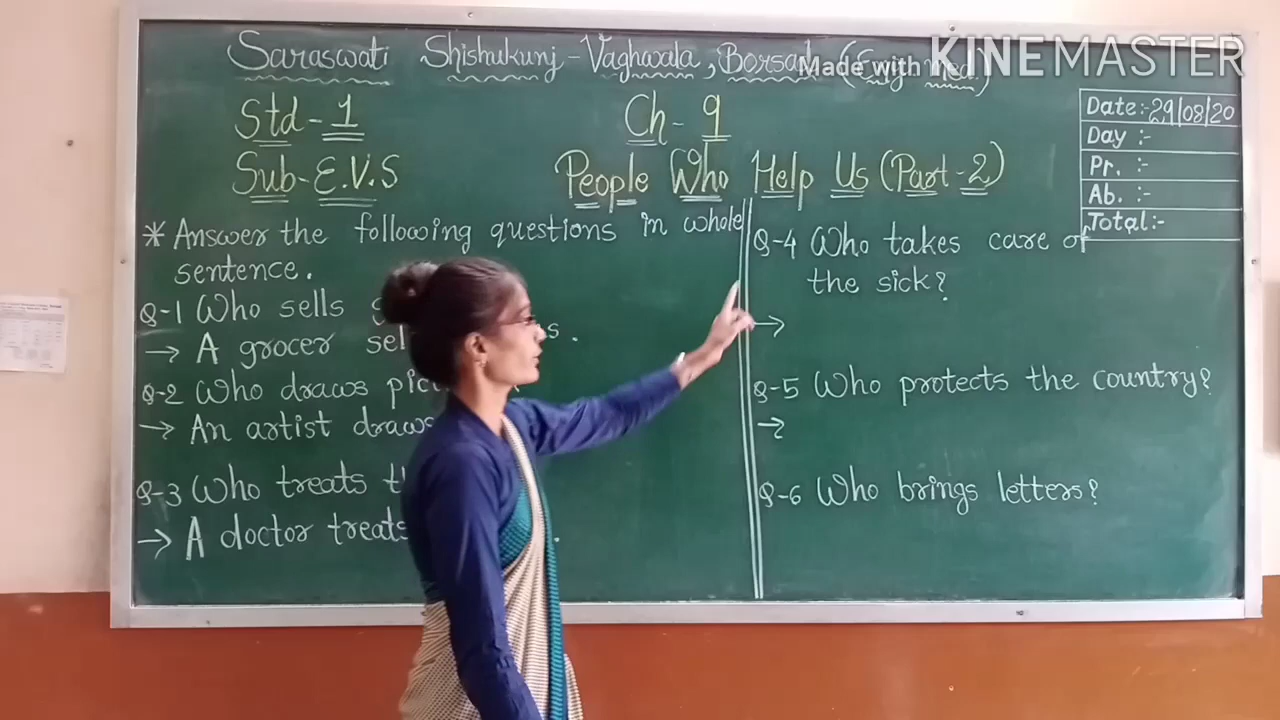 Saraswati Shishukunj-Vaghwala, Borsad (Eng. Med.)
Made with KINEMASTER
Std-1
Ch-9
Sub-E.V.S
People Who Help Us (Part-2)
Date:-29/08/20
Day :-
Pr. :-
Ab. :-
Total:-
* Answer the following questions in whole
sentence.
Q-1 Who sells
→ A grocer
Q-2 Who draws
→ An artist draws
Q-3 Who treats
→ A doctor treats
Q-4 Who takes care of
the sick?
→
Q-5 Who protects the country?
→
Q-6 Who brings letters?